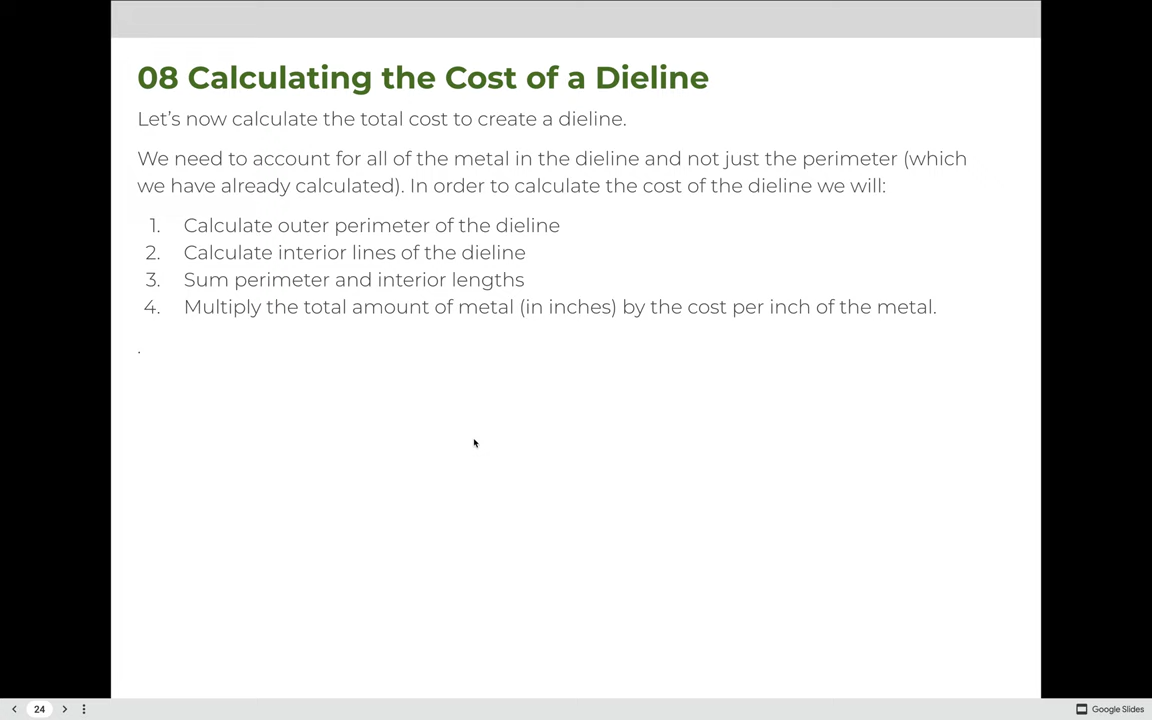 08 Calculating the Cost of a Dieline
Let’s now calculate the total cost to create a dieline.
We need to account for all of the metal in the dieline and not just the perimeter (which
we have already calculated). In order to calculate the cost of the dieline we will:
1. Calculate outer perimeter of the dieline
2. Calculate interior lines of the dieline
3. Sum perimeter and interior lengths
4. Multiply the total amount of metal (in inches) by the cost per inch of the metal.
.
24
Google Slides